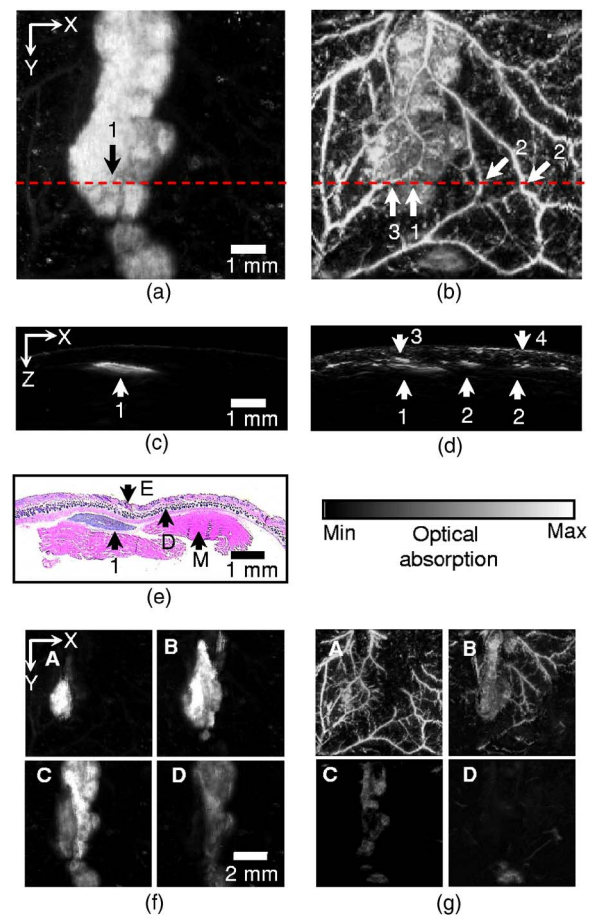 X
Y
1
1 mm
(a)
2
2
3
1
(b)
X
Z
1
1 mm
(c)
3
4
1
2
2
(d)
E
D
1
M
1 mm
(e)
Min
Optical absorption
Max
X
Y
A
B
C
D
2 mm
(f)
A
B
C
D
(g)